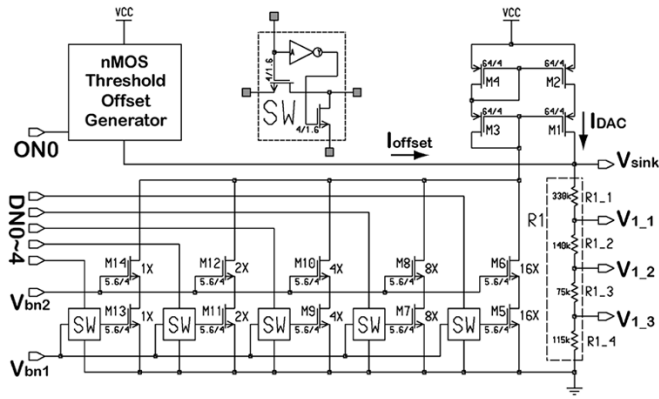 VCC
VCC
nMOS
Threshold
Offset
Generator
ON0
A
Y
4/1.6
SW
4/1.6
64/4
64/4
M4
M2
64/4
64/4
M3
M1
Ioffset
IDAC
Vsink
DN0~4
R1
330k
R1_1
V1_1
140k
R1_2
V1_2
75k
R1_3
V1_3
115k
R1_4
M14
1X
5.6/4
M12
2X
5.6/4
M10
4X
5.6/4
M8
8X
5.6/4
M6
16X
5.6/4
Vbn2
SW
M13
1X
5.6/4
SW
M11
2X
5.6/4
SW
M9
4X
5.6/4
SW
M7
8X
5.6/4
SW
M5
16X
5.6/4
Vbn1